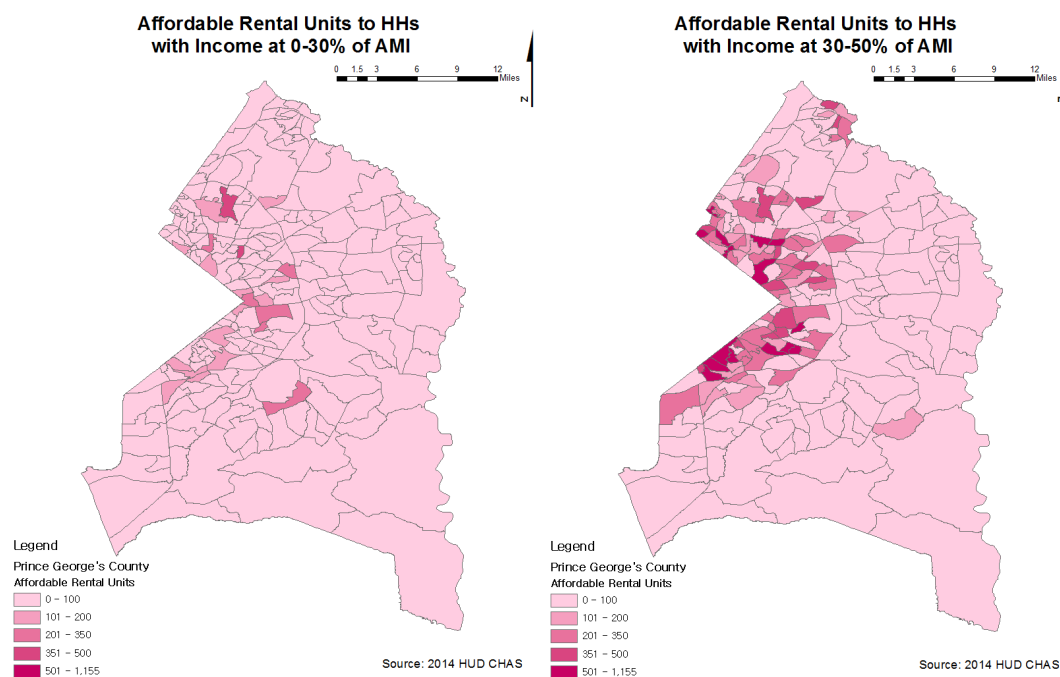 Affordable Rental Units to HHs
with Income at 0-30% of AMI
0 1.5 3 6 9 12
Miles
N
Legend
Prince George's County
Affordable Rental Units
0 - 100
101 - 200
201 - 350
351 - 500
501 - 1,155
Source: 2014 HUD CHAS
Affordable Rental Units to HHs
with Income at 30-50% of AMI
0 1.5 3 6 9 12
Miles
Legend
Prince George's County
Affordable Rental Units
0 - 100
101 - 200
201 - 350
351 - 500
501 - 1,155
Source: 2014 HUD CHAS